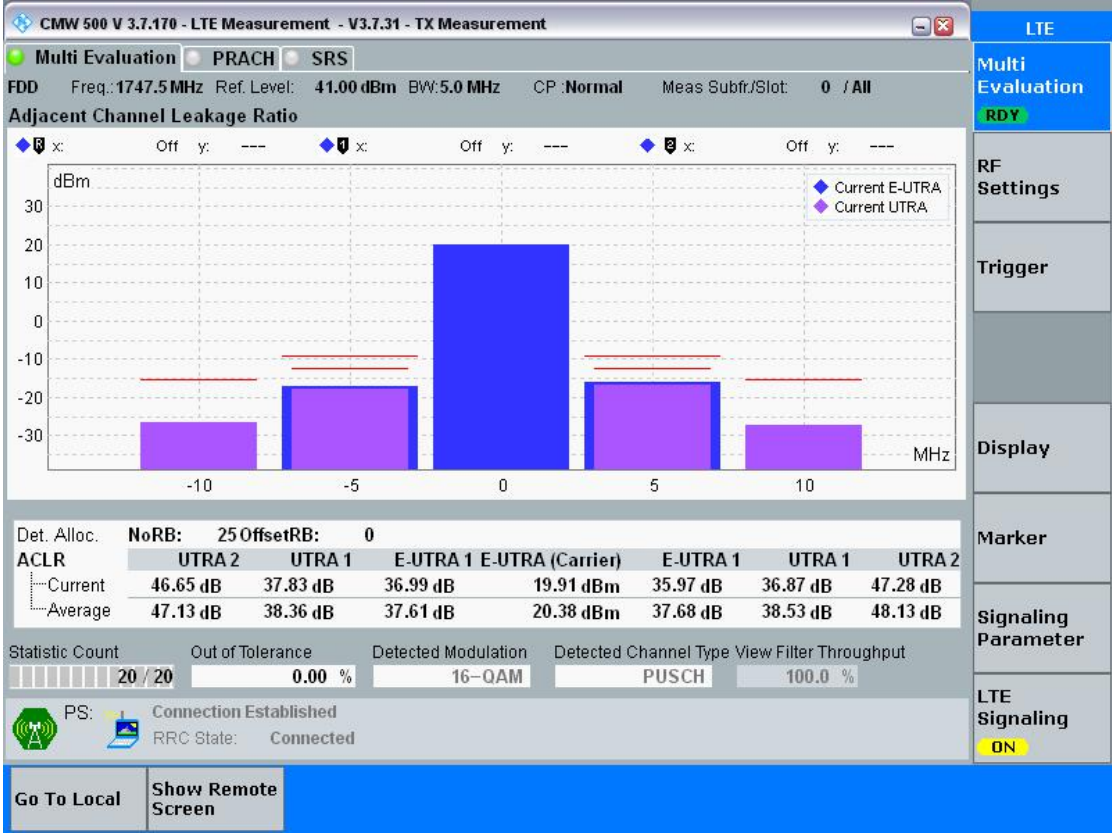 CMW 500 V 3.7.170 - LTE Measurement - V3.7.31 - TX Measurement
LTE
Multi Evaluation PRACH SRS
Multi
Evaluation
RDY
FDD Freq.:1747.5 MHz Ref. Level: 41.00 dBm BW:5.0 MHz CP :Normal Meas Subfr./Slot: 0 / All
Adjacent Channel Leakage Ratio
R x: Off y: --- 1 x: Off y: --- 2 x: Off y: ---
dBm
Current E-UTRA
Current UTRA
30
20
10
0
-10
-20
-30
MHz
-10 -5 0 5 10
RF
Settings
Trigger
Display
Marker
Signaling
Parameter
LTE
Signaling
ON
Det. Alloc. NoRB: 25 OffsetRB: 0
ACLR UTRA 2 UTRA 1 E-UTRA 1 E-UTRA (Carrier) E-UTRA 1 UTRA 1 UTRA 2
Current 46.65 dB 37.83 dB 36.99 dB 19.91 dBm 35.97 dB 36.87 dB 47.28 dB
Average 47.13 dB 38.36 dB 37.61 dB 20.38 dBm 37.68 dB 38.53 dB 48.13 dB
Statistic Count Out of Tolerance Detected Modulation Detected Channel Type View Filter Throughput
20 / 20 0.00 % 16-QAM PUSCH 100.0 %
PS: Connection Established
RRC State: Connected
Go To Local
Show Remote
Screen